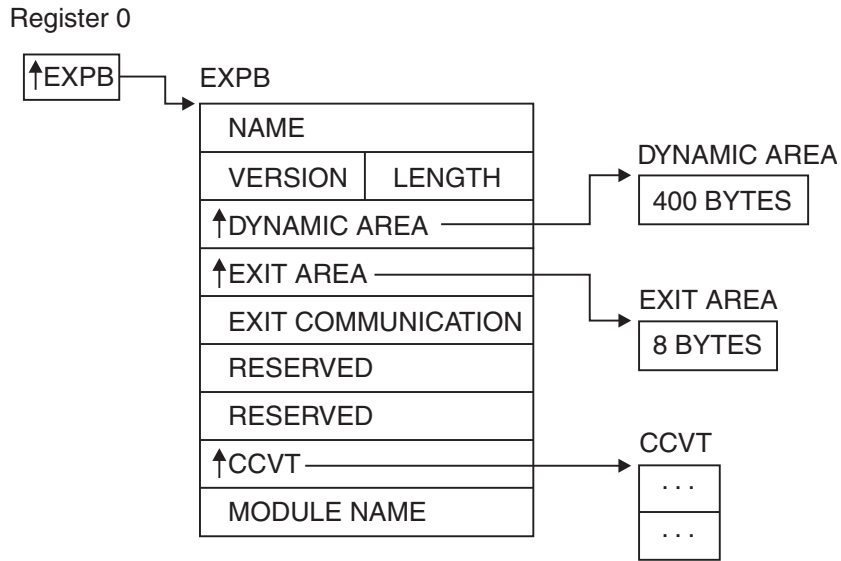 Register 0
↑EXPB
EXPB
NAME
VERSION LENGTH
↑DYNAMIC AREA
↑EXIT AREA
EXIT COMMUNICATION
RESERVED
RESERVED
↑CCVT
MODULE NAME
DYNAMIC AREA
400 BYTES
EXIT AREA
8 BYTES
CCVT
. . .
. . .